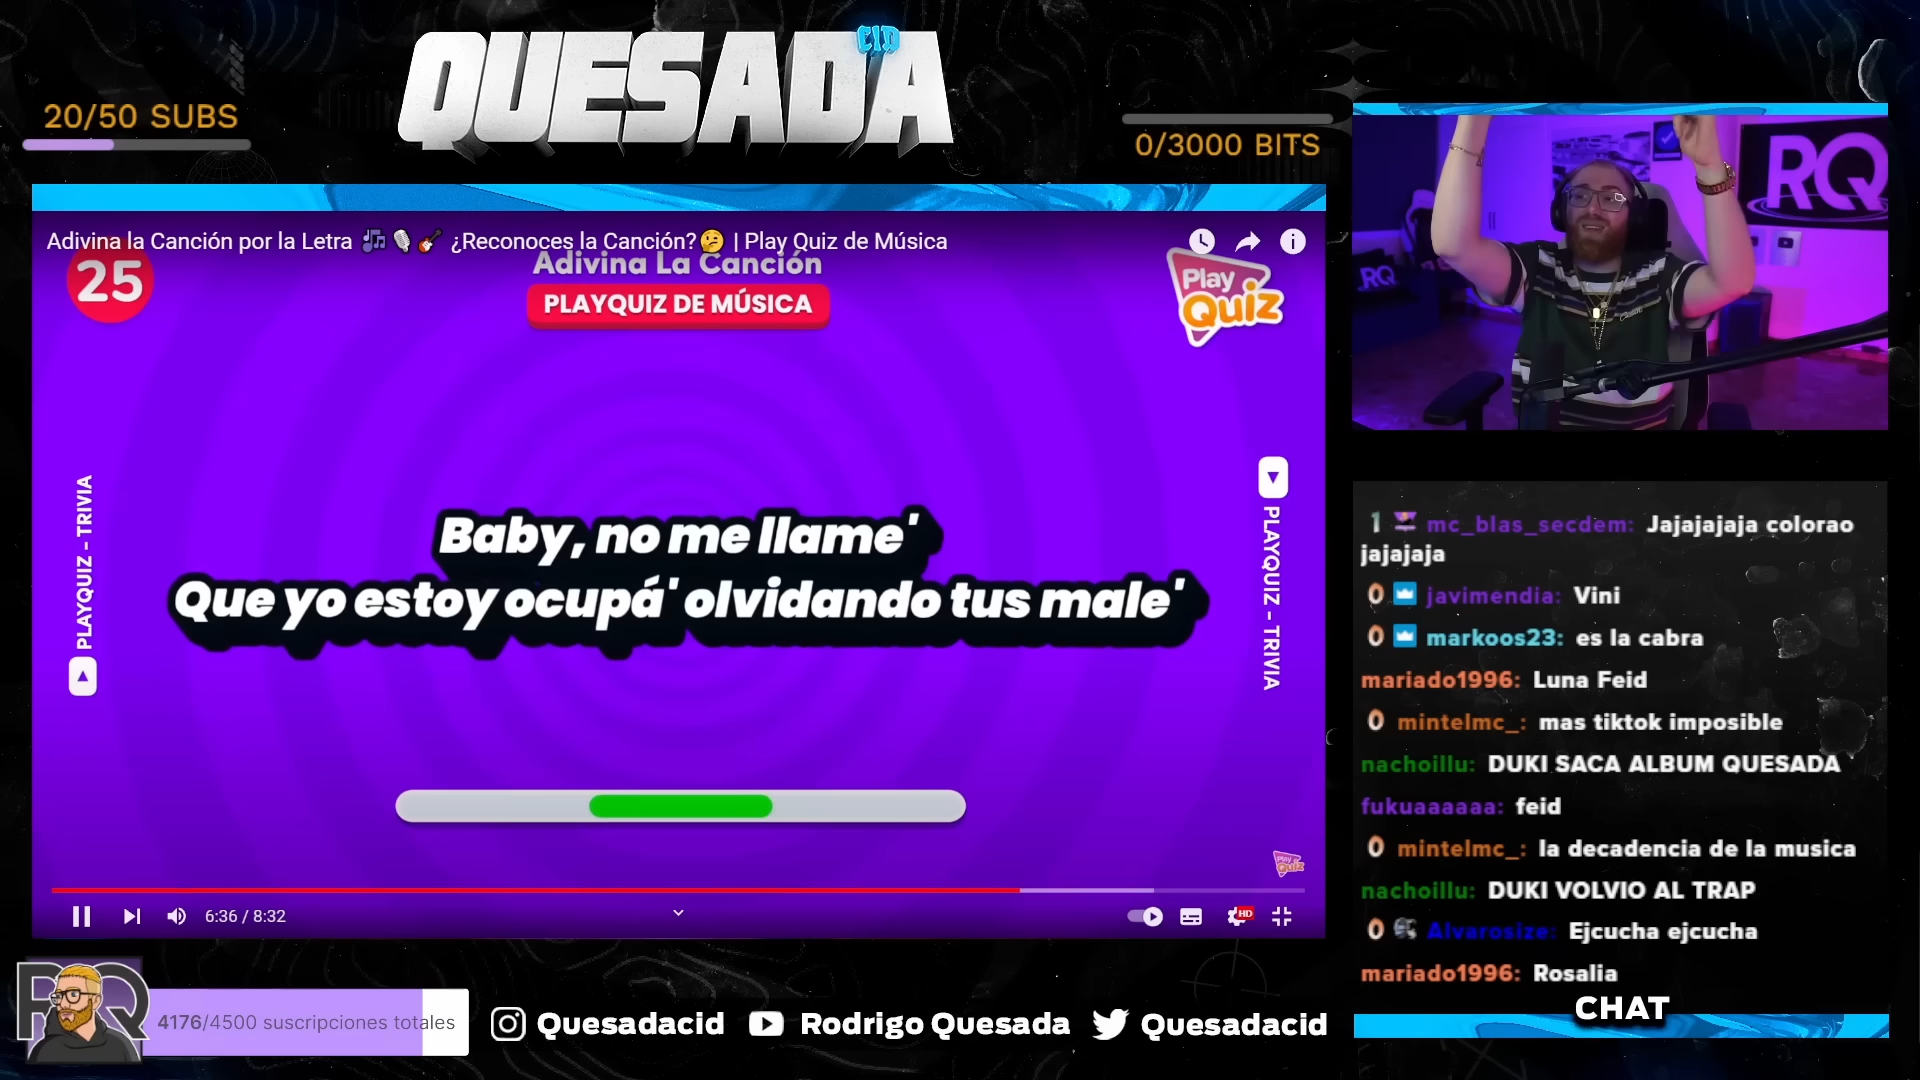 QUESADA
CID
20/50 SUBS
0/3000 BITS
Adivina la Canción por la Letra 🎶🎙️🎸 ¿Reconoces la Canción?🤔 | Play Quiz de Música
25
Adivina La Canción
PLAYQUIZ DE MÚSICA
Play
Quiz
PLAYQUIZ - TRIVIA
Baby, no me llame'
Que yo estoy ocupá' olvidando tus male'
PLAYQUIZ - TRIVIA
Play
Quiz
6:36 / 8:32
HD
RQ
RQ
1 mc_blas_secdem: Jajajajaja colorao
jajajaja
0 javimendia: Vini
0 markoos23: es la cabra
mariado1996: Luna Feid
0 mintelmc_: mas tiktok imposible
nachoillu: DUKI SACA ALBUM QUESADA
fukuaaaaaa: feid
0 mintelmc_: la decadencia de la musica
nachoillu: DUKI VOLVIO AL TRAP
0 Alvarosize: Ejcucha ejcucha
mariado1996: Rosalia
CHAT
RQ
4176/4500 suscripciones totales
Quesadacid
Rodrigo Quesada
Quesadacid